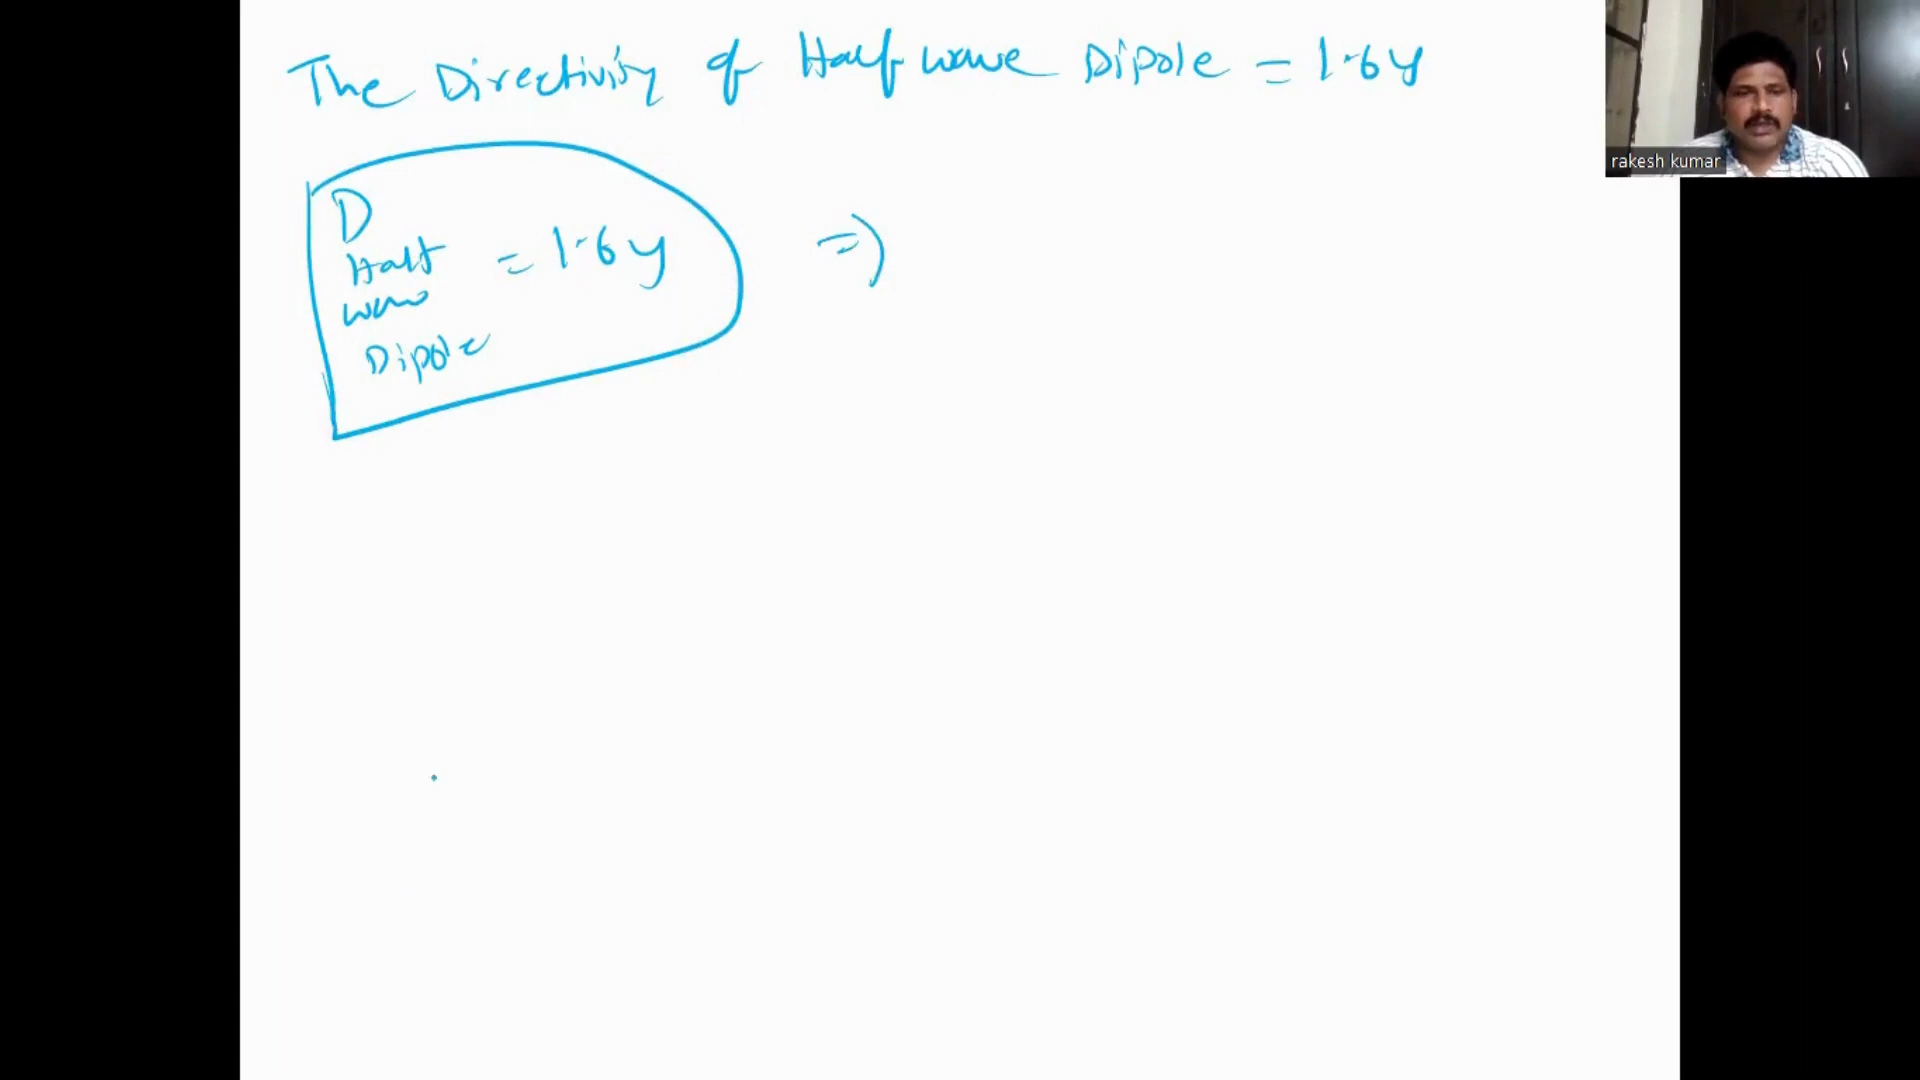 The Directivity of Half wave Dipole = 1.64
D
Half = 1.64 =>
wave
Dipole
rakesh kumar